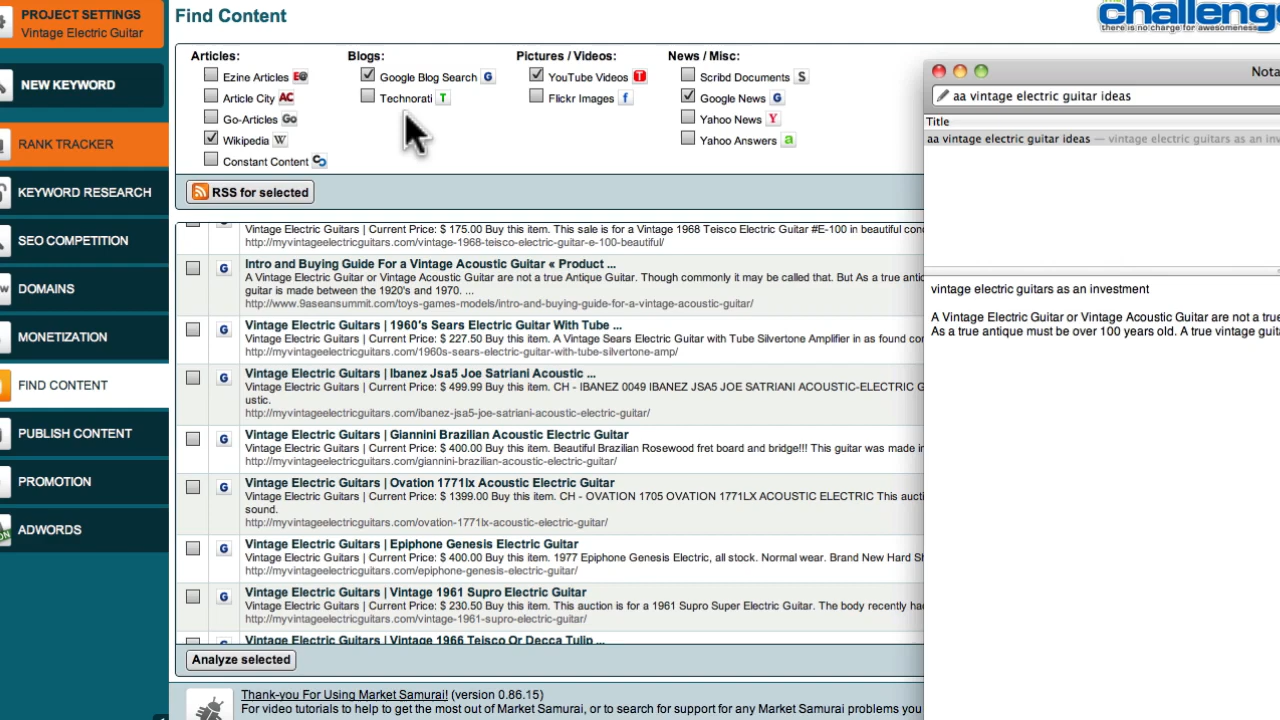 PROJECT SETTINGS
Vintage Electric Guitar
NEW KEYWORD
RANK TRACKER
KEYWORD RESEARCH
SEO COMPETITION
DOMAINS
MONETIZATION
FIND CONTENT
PUBLISH CONTENT
PROMOTION
ADWORDS
Find Content
challenge
there is no charge for awesomeness
Articles:
Ezine Articles
Article City AC
Go-Articles Go
Wikipedia W
Constant Content
Blogs:
Google Blog Search G
Technorati T
Pictures / Videos:
YouTube Videos T
Flickr Images f
News / Misc:
Scribd Documents S
Google News G
Yahoo News Y
Yahoo Answers a
RSS for selected
Vintage Electric Guitars | Current Price: $ 175.00 Buy this item. This sale is for a Vintage 1968 Teisco Electric Guitar #E-100 in beautiful con
http://myvintageelectricguitars.com/vintage-1968-teisco-electric-guitar-e-100-beautiful/
G Intro and Buying Guide For a Vintage Acoustic Guitar « Product ...
A Vintage Electric Guitar or Vintage Acoustic Guitar are not a true Antique Guitar. Though commonly it may be called that. But As a true anti
guitar is made between the 1920's and 1970. ...
http://www.9aseansummit.com/toys-games-models/intro-and-buying-guide-for-a-vintage-acoustic-guitar/
G Vintage Electric Guitars | 1960's Sears Electric Guitar With Tube ...
Vintage Electric Guitars | Current Price: $ 227.50 Buy this item. A Vintage Sears Electric Guitar with Tube Silvertone Amplifier in as found co
http://myvintageelectricguitars.com/1960s-sears-electric-guitar-with-tube-silvertone-amp/
G Vintage Electric Guitars | Ibanez Jsa5 Joe Satriani Acoustic ...
Vintage Electric Guitars | Current Price: $ 499.99 Buy this item. CH - IBANEZ 0049 IBANEZ JSA5 JOE SATRIANI ACOUSTIC-ELECTRIC G
ustic.
http://myvintageelectricguitars.com/ibanez-jsa5-joe-satriani-acoustic-electric-guitar/
G Vintage Electric Guitars | Giannini Brazilian Acoustic Electric Guitar
Vintage Electric Guitars | Current Price: $ 400.00 Buy this item. Beautiful Brazilian Rosewood fret board and bridge!!! This guitar was made i
http://myvintageelectricguitars.com/giannini-brazilian-acoustic-electric-guitar/
G Vintage Electric Guitars | Ovation 1771lx Acoustic Electric Guitar
Vintage Electric Guitars | Current Price: $ 1399.00 Buy this item. CH - OVATION 1705 OVATION 1771LX ACOUSTIC ELECTRIC This aucti
sound.
http://myvintageelectricguitars.com/ovation-1771lx-acoustic-electric-guitar/
G Vintage Electric Guitars | Epiphone Genesis Electric Guitar
Vintage Electric Guitars | Current Price: $ 400.00 Buy this item. 1977 Epiphone Genesis Electric, all stock. Normal wear. Brand New Hard S
http://myvintageelectricguitars.com/epiphone-genesis-electric-guitar/
G Vintage Electric Guitars | Vintage 1961 Supro Electric Guitar
Vintage Electric Guitars | Current Price: $ 230.50 Buy this item. This auction is for a 1961 Supro Super Electric Guitar. The body recently ha
http://myvintageelectricguitars.com/vintage-1961-supro-electric-guitar/
Vintage Electric Guitars | Vintage 1966 Teisco Or Decca Tulip ...
Analyze selected
Thank-you For Using Market Samurai! (version 0.86.15)
For video tutorials to help to get the most out of Market Samurai, or to search for support for any Market Samurai problems you
Nota
aa vintage electric guitar ideas
Title
aa vintage electric guitar ideas — vintage electric guitars as an inv
vintage electric guitars as an investment
A Vintage Electric Guitar or Vintage Acoustic Guitar are not a true
As a true antique must be over 100 years old. A true vintage guita